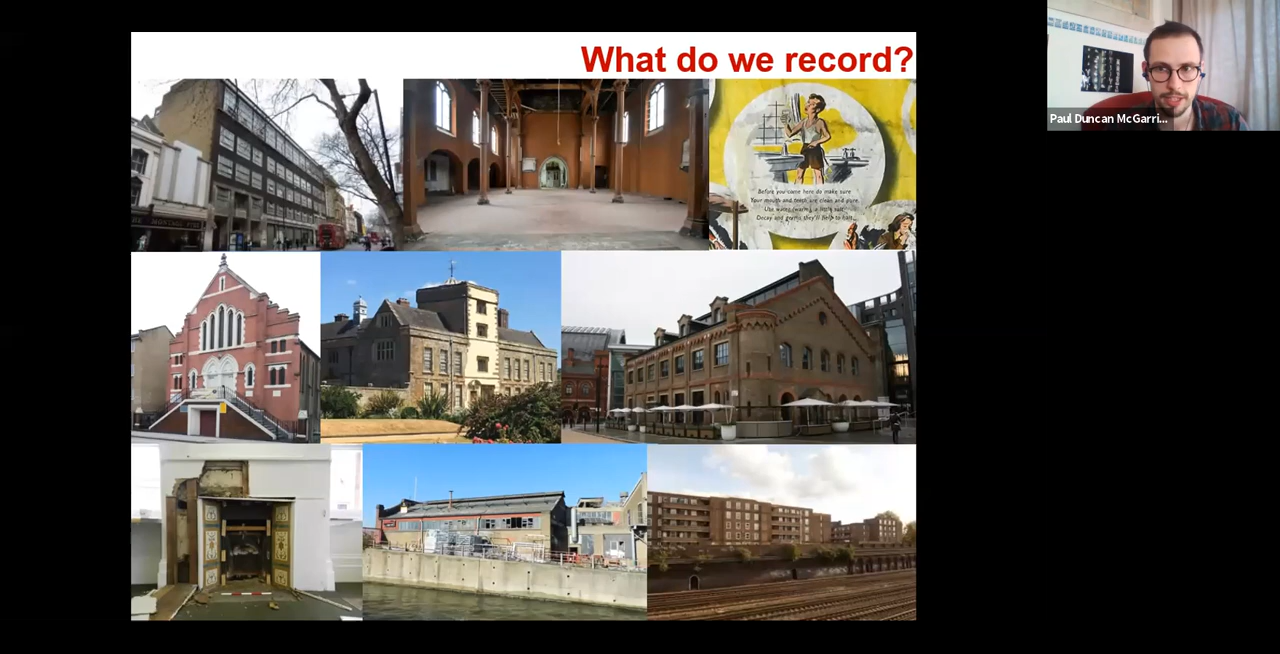 What do we record?
Paul Duncan McGarri...
Before you come here do make sure
Your mouth and teeth are clean and pure.
Use water (warm), a little salt
Decay and germs they'll help to halt.